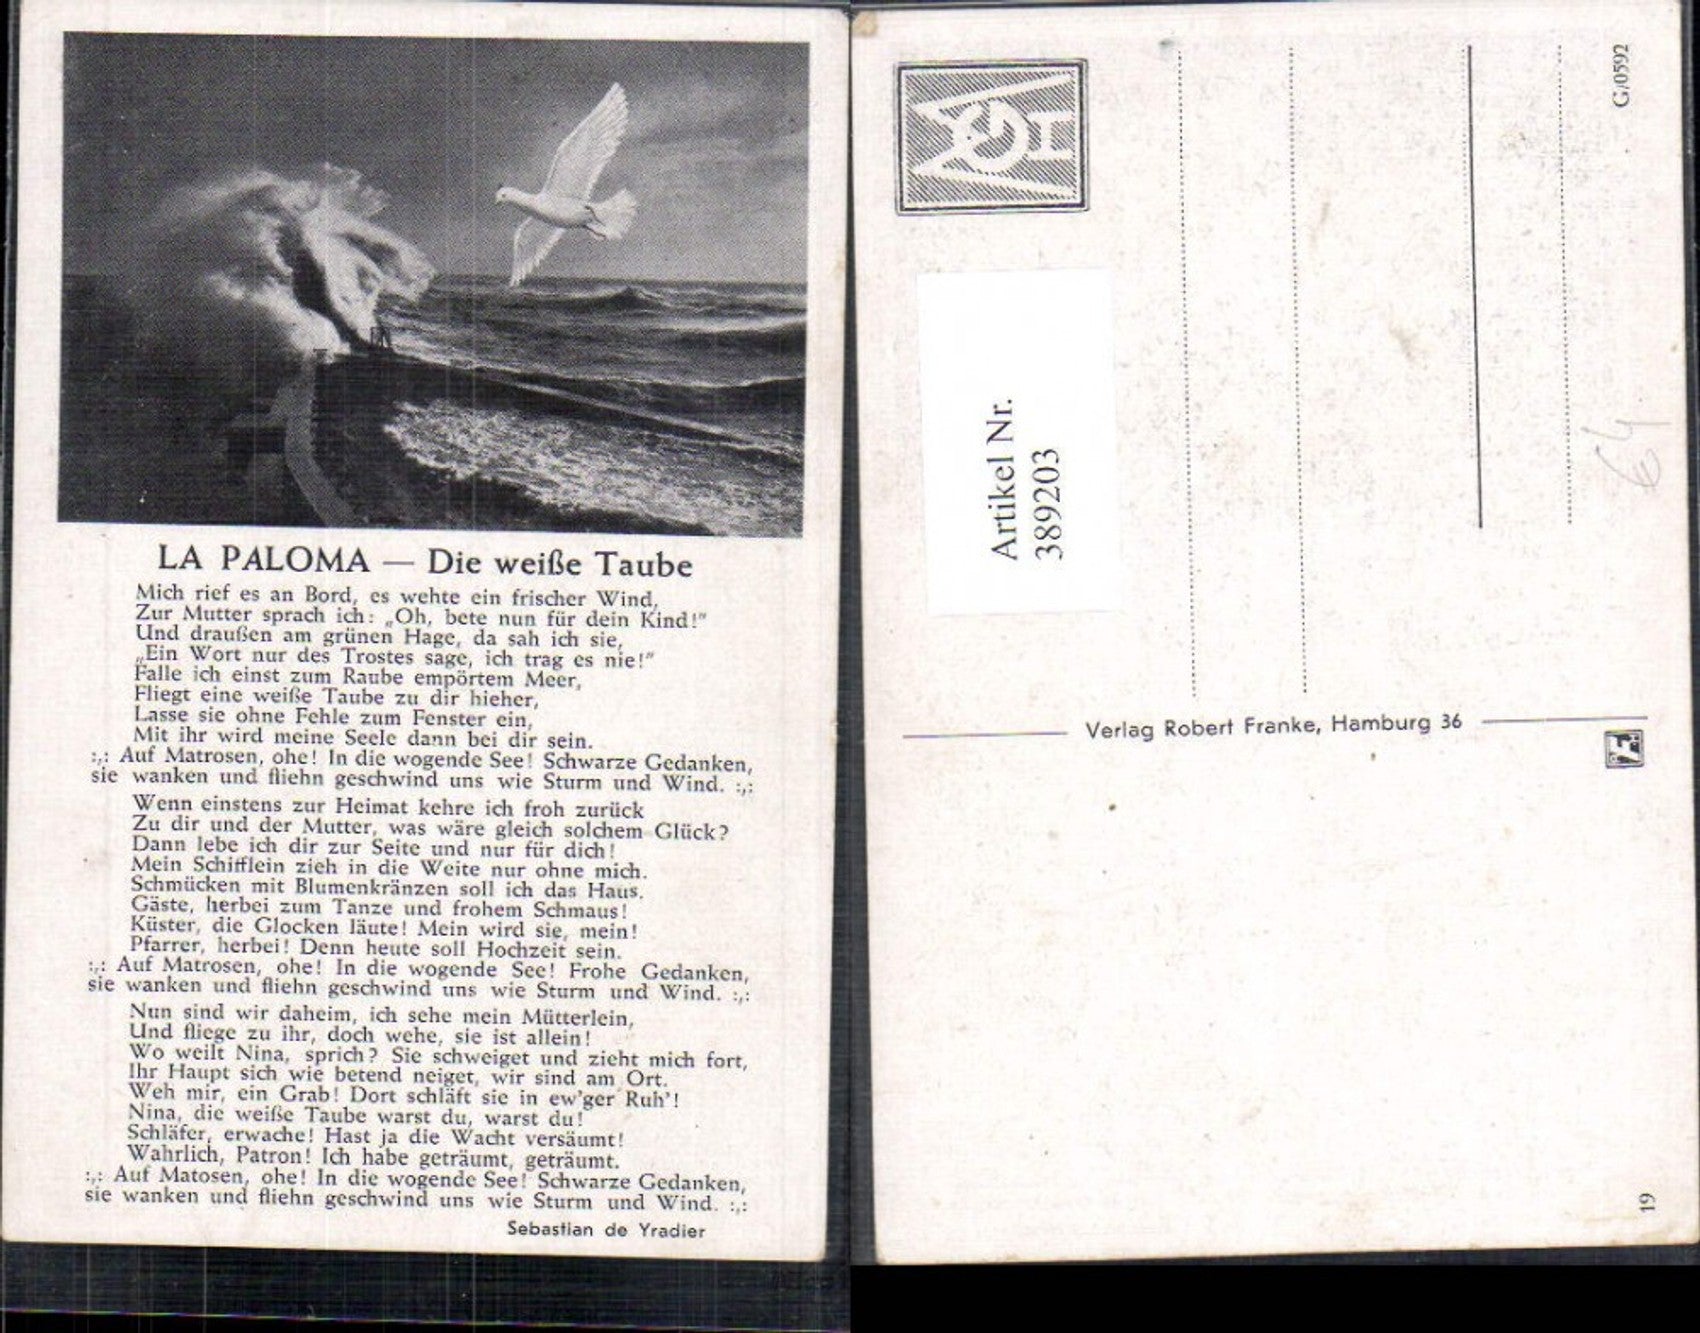 LA PALOMA — Die weiße Taube
Mich rief es an Bord, es wehte ein frischer Wind,
Zur Mutter sprach ich: „Oh, bete nun für dein Kind!"
Und draußen am grünen Hage, da sah ich sie,
„Ein Wort nur des Trostes sage, ich trag es nie!"
Falle ich einst zum Raube empörtem Meer,
Fliegt eine weiße Taube zu dir hieher,
Lasse sie ohne Fehle zum Fenster ein,
Mit ihr wird meine Seele dann bei dir sein.
:,: Auf Matrosen, ohe! In die wogende See! Schwarze Gedanken,
sie wanken und fliehn geschwind uns wie Sturm und Wind. :,:
Wenn einstens zur Heimat kehre ich froh zurück
Zu dir und der Mutter, was wäre gleich solchem Glück?
Dann lebe ich dir zur Seite und nur für dich!
Mein Schifflein zieh in die Weite nur ohne mich.
Schmücken mit Blumenkränzen soll ich das Haus.
Gäste, herbei zum Tanze und frohem Schmaus!
Küster, die Glocken läute! Mein wird sie, mein!
Pfarrer, herbei! Denn heute soll Hochzeit sein.
:,: Auf Matrosen, ohe! In die wogende See! Frohe Gedanken,
sie wanken und fliehn geschwind uns wie Sturm und Wind. :,:
Nun sind wir daheim, ich sehe mein Mütterlein,
Und fliege zu ihr, doch wehe, sie ist allein!
Wo weilt Nina, sprich? Sie schweiget und zieht mich fort,
Ihr Haupt sich wie betend neiget, wir sind am Ort.
Weh mir, ein Grab! Dort schläft sie in ew'ger Ruh'!
Nina, die weiße Taube warst du, warst du!
Schläfer, erwache! Hast ja die Wacht versäumt!
Wahrlich, Patron! Ich habe geträumt, geträumt.
:,: Auf Matosen, ohe! In die wogende See! Schwarze Gedanken,
sie wanken und fliehn geschwind uns wie Sturm und Wind. :,:
Sebastian de Yradier
Artikel Nr.
389203
G/0592
Verlag Robert Franke, Hamburg 36
19